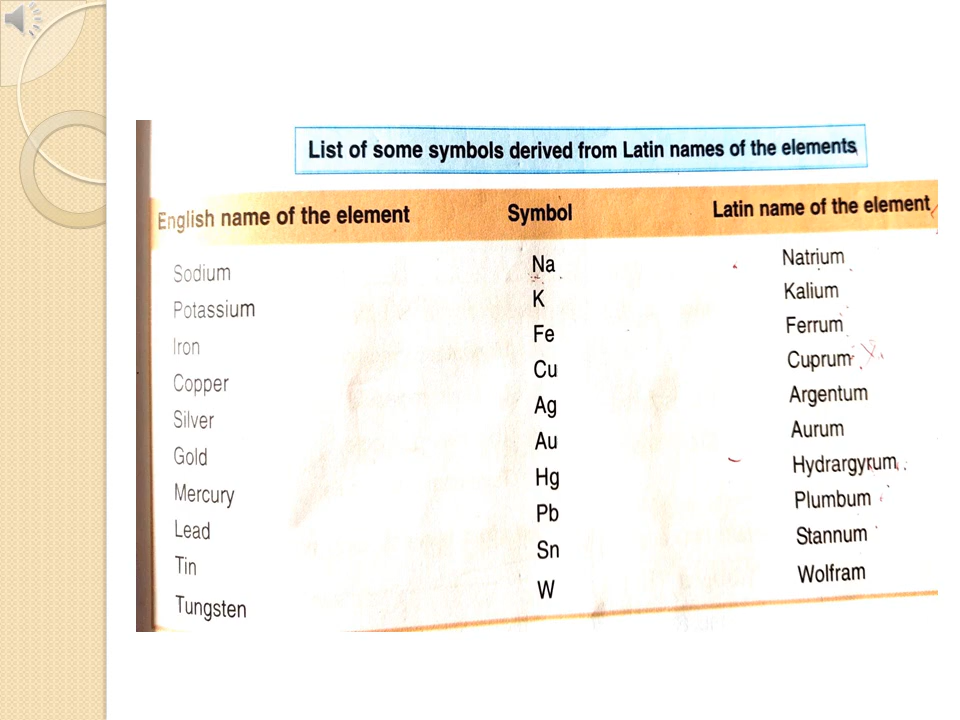 List of some symbols derived from Latin names of the elements
English name of the element Symbol Latin name of the element
Sodium Na Natrium
Potassium K Kalium
Iron Fe Ferrum
Copper Cu Cuprum
Silver Ag Argentum
Gold Au Aurum
Mercury Hg Hydrargyrum
Lead Pb Plumbum
Tin Sn Stannum
Tungsten W Wolfram